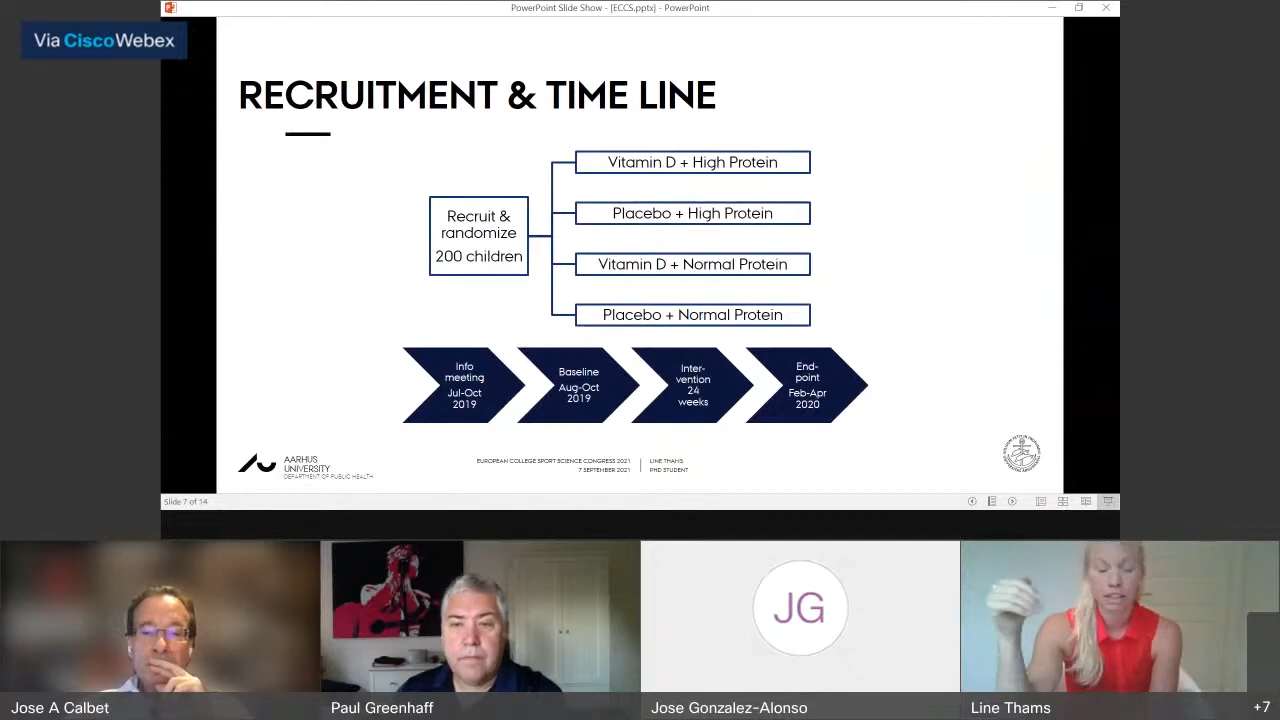 PowerPoint Slide Show - [ECCS.pptx] - PowerPoint
Via Cisco Webex
RECRUITMENT & TIME LINE
Recruit &
randomize
200 children
Vitamin D + High Protein
Placebo + High Protein
Vitamin D + Normal Protein
Placebo + Normal Protein
Info
meeting
Jul-Oct
2019
Baseline
Aug-Oct
2019
Inter-
vention
24
weeks
End-
point
Feb-Apr
2020
AARHUS
UNIVERSITY
DEPARTMENT OF PUBLIC HEALTH
EUROPEAN COLLEGE SPORT SCIENCE CONGRESS 2021
7 SEPTEMBER 2021
LINE THAMS
PHD STUDENT
Slide 7 of 14
JG
Jose A Calbet
Paul Greenhaff
Jose Gonzalez-Alonso
Line Thams
+7